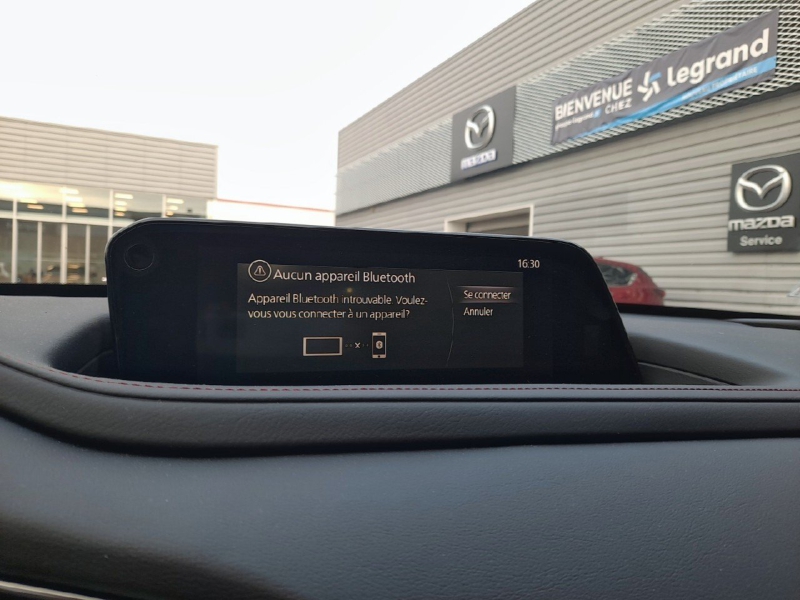 BIENVENUE
CHEZ
Legrand
mazda
Service
16:30
Aucun appareil Bluetooth
Appareil Bluetooth introuvable. Voulez-
vous vous connecter à un appareil?
Se connecter
Annuler